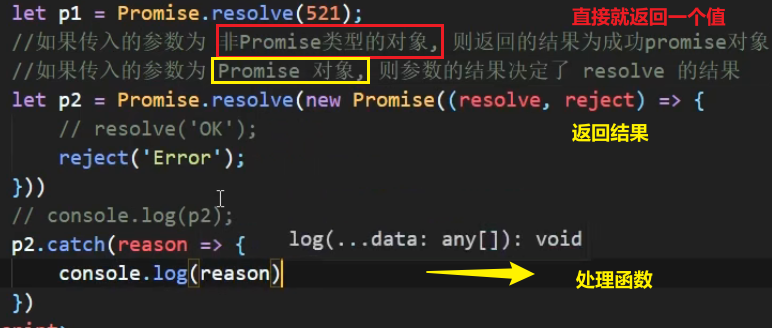 let p1 = Promise.resolve(521);
直接就返回一个值
//如果传入的参数为 非Promise类型的对象, 则返回的结果为成功promise对象
//如果传入的参数为 Promise 对象, 则参数的结果决定了 resolve 的结果
let p2 = Promise.resolve(new Promise((resolve, reject) => {
// resolve('OK');
返回结果
reject('Error');
}))
// console.log(p2);
p2.catch(reason => {
log(...data: any[]): void
console.log(reason)
处理函数
})
cript>